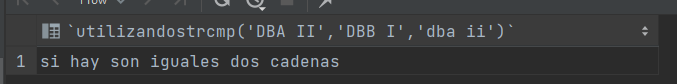 `utilizandostrcmp('DBA II','DBB I','dba ii')`
1 si hay son iguales dos cadenas